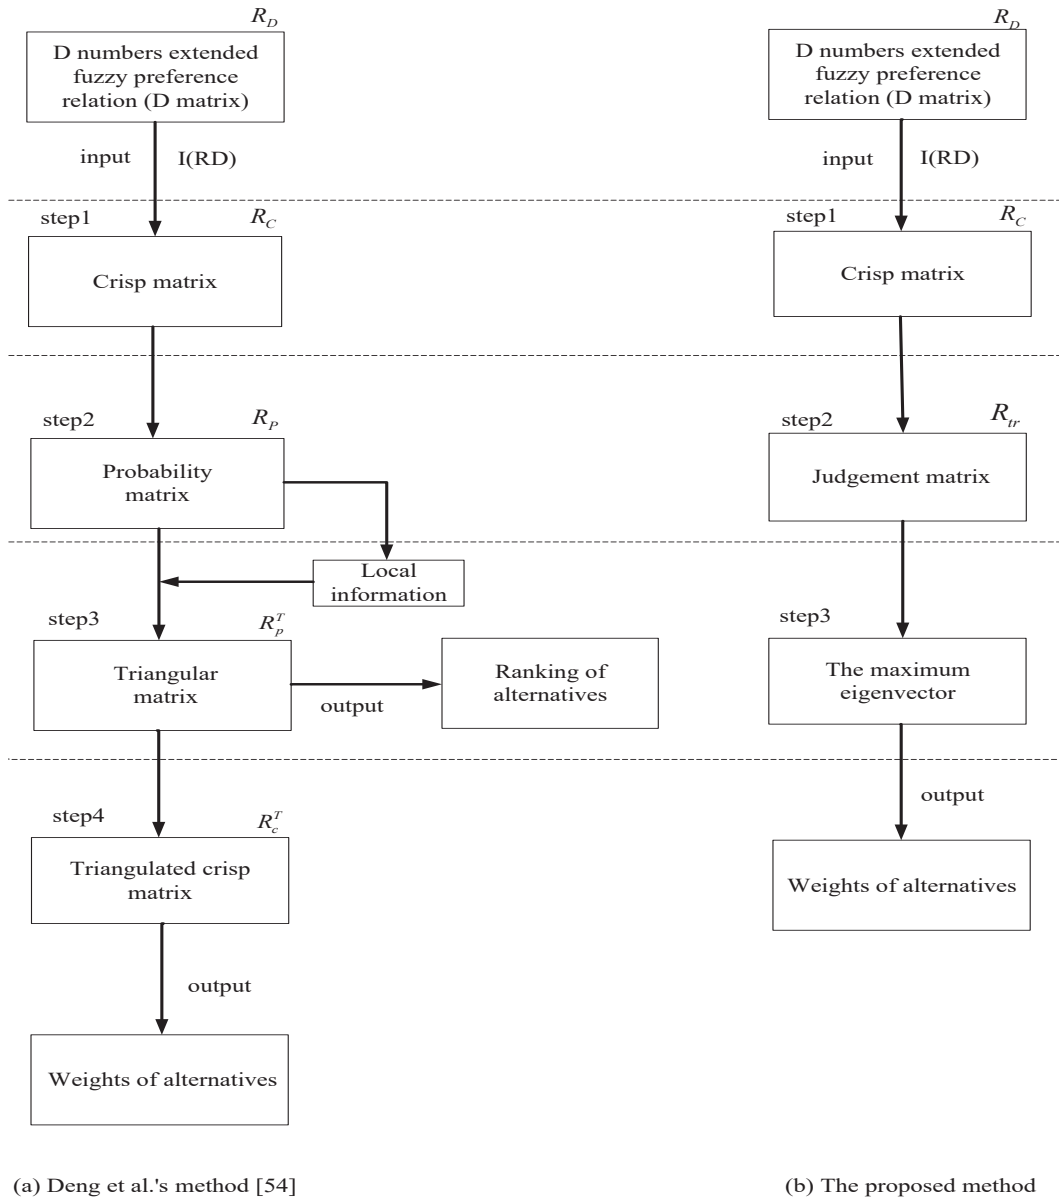 R_D
D numbers extended
fuzzy preference
relation (D matrix)
input I(RD)
step1
R_C
Crisp matrix
step2
R_P
Probability
matrix
Local
information
step3
R_p^T
Triangular
matrix
output
Ranking of
alternatives
step4
R_c^T
Triangulated crisp
matrix
output
Weights of alternatives
(a) Deng et al.'s method [54]
R_D
D numbers extended
fuzzy preference
relation (D matrix)
input I(RD)
step1
R_C
Crisp matrix
step2
R_tr
Judgement matrix
step3
The maximum
eigenvector
output
Weights of alternatives
(b) The proposed method